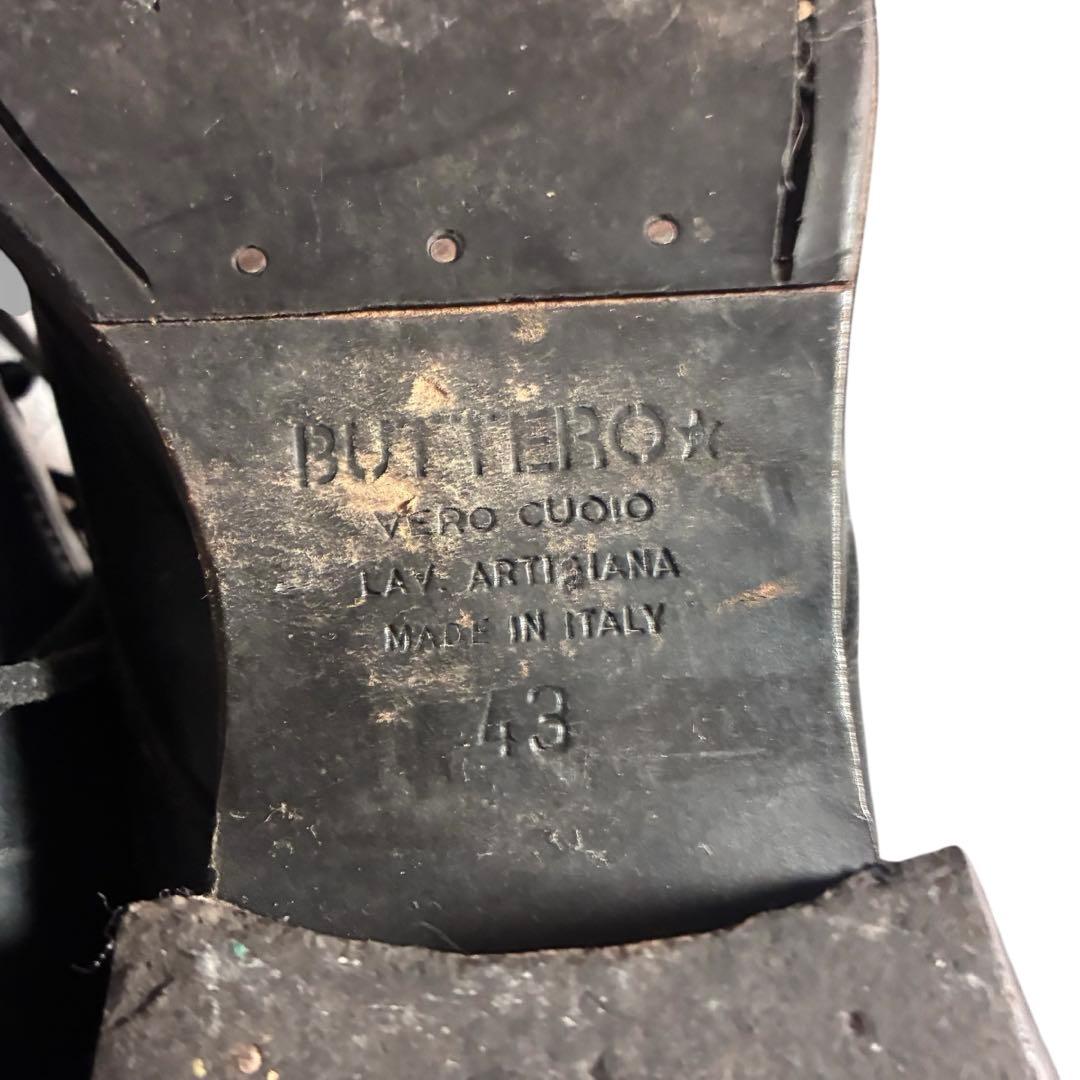 BUTTERO
VERO CUOIO
LAV. ARTIGIANA
MADE IN ITALY
43